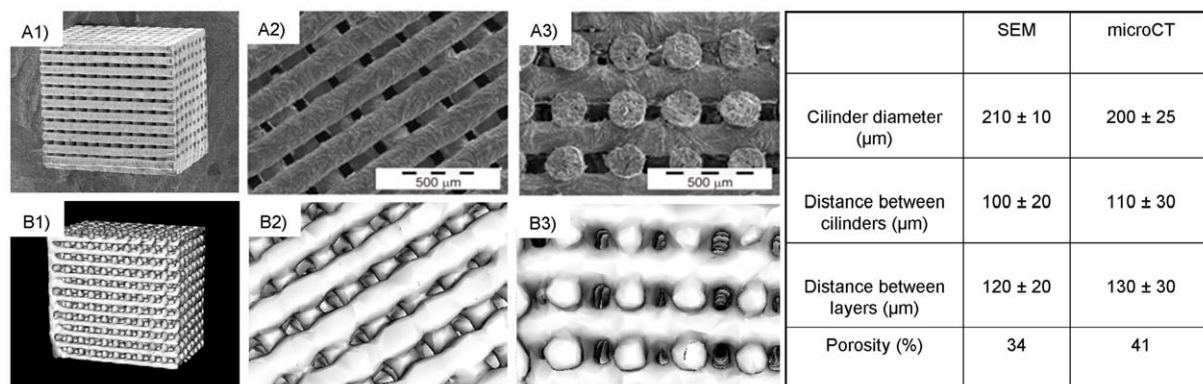 A1)
A2)
500 µm
A3)
500 µm
B1)
B2)
B3)
SEM
microCT
Cilinder diameter
(µm)
210 ± 10
200 ± 25
Distance between
cilinders (µm)
100 ± 20
110 ± 30
Distance between
layers (µm)
120 ± 20
130 ± 30
Porosity (%)
34
41